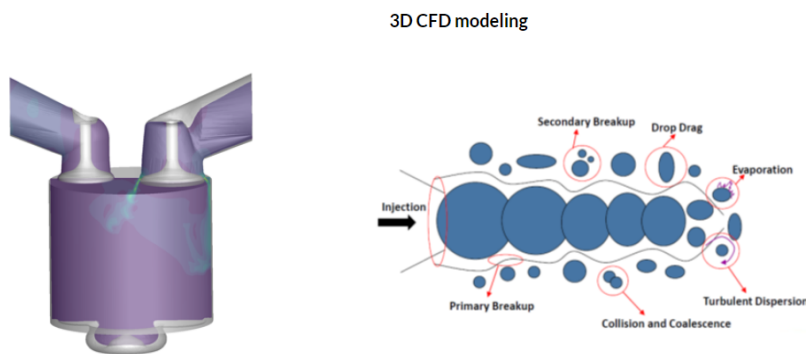 3D CFD modeling
Secondary Breakup
Drop Drag
Evaporation
Injection
Primary Breakup
Turbulent Dispersion
Collision and Coalescence